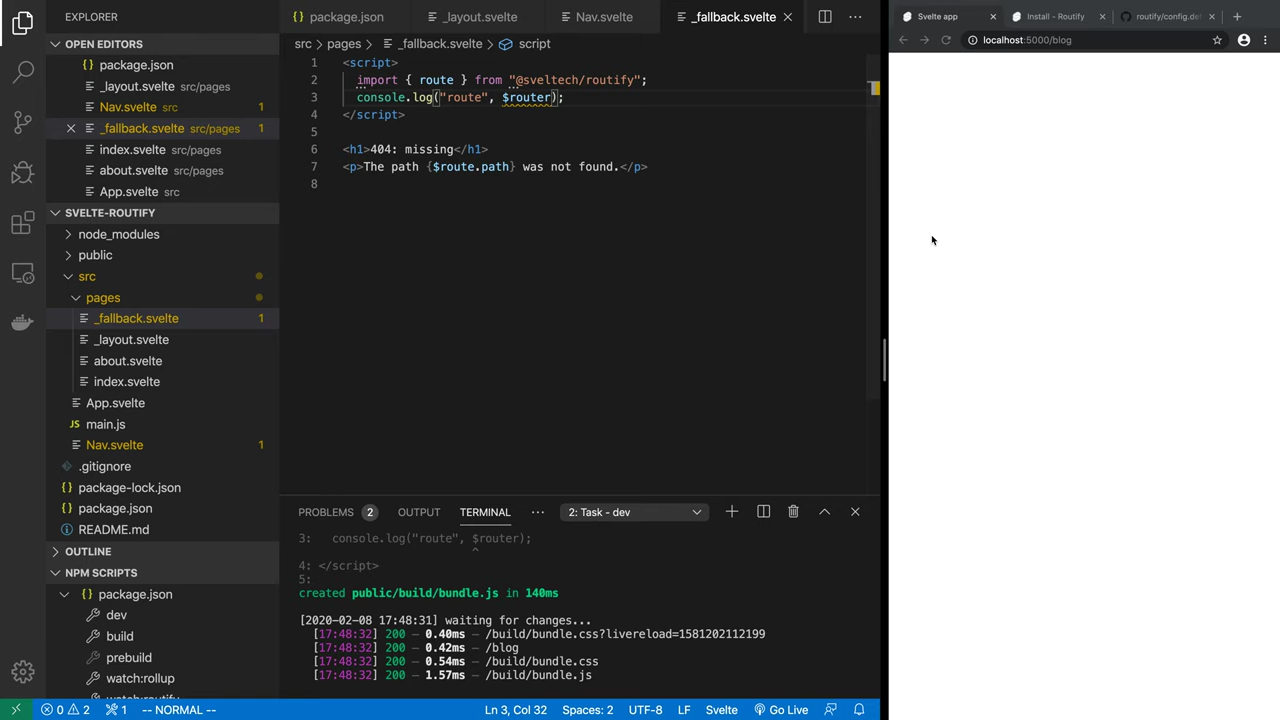 EXPLORER
OPEN EDITORS
package.json
_layout.svelte src/pages
Nav.svelte src 1
_fallback.svelte src/pages 1
index.svelte src/pages
about.svelte src/pages
App.svelte src
SVELTE-ROUTIFY
node_modules
public
src
pages
_fallback.svelte 1
_layout.svelte
about.svelte
index.svelte
App.svelte
JS main.js
Nav.svelte 1
.gitignore
{} package-lock.json
{} package.json
README.md
OUTLINE
NPM SCRIPTS
{} package.json
dev
build
prebuild
watch:rollup
watch:routify
{} package.json
_layout.svelte
Nav.svelte
_fallback.svelte
src > pages > _fallback.svelte > script
1 <script>
2 import { route } from "@sveltech/routify";
3 console.log("route", $router);
4 </script>
5
6 <h1>404: missing</h1>
7 <p>The path {$route.path} was not found.</p>
8
PROBLEMS 2 OUTPUT TERMINAL ··· 2: Task - dev
3: console.log("route", $router);
^
4: </script>
5:
created public/build/bundle.js in 140ms
[2020-02-08 17:48:31] waiting for changes...
[17:48:32] 200 — 0.40ms — /build/bundle.css?livereload=1581202112199
[17:48:32] 200 — 0.42ms — /blog
[17:48:32] 200 — 0.54ms — /build/bundle.css
[17:48:32] 200 — 1.57ms — /build/bundle.js
0 2 1 -- NORMAL -- Ln 3, Col 32 Spaces: 2 UTF-8 LF Svelte Go Live
Svelte app
Install - Routify
routify/config.de
localhost:5000/blog